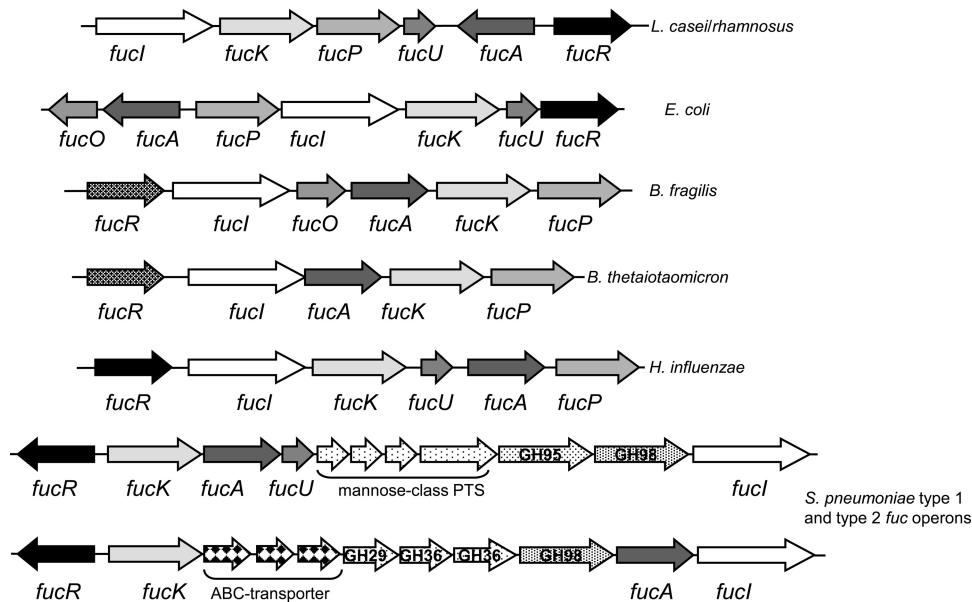 L. casei/rhamnosus
fucI fucK fucP fucU fucA fucR
E. coli
fucO fucA fucP fucI fucK fucU fucR
B. fragilis
fucR fucI fucO fucA fucK fucP
B. thetaiotaomicron
fucR fucI fucA fucK fucP
H. influenzae
fucR fucI fucK fucU fucA fucP
GH95 GH98
fucR fucK fucA fucU fucI
mannose-class PTS
S. pneumoniae type 1
and type 2 fuc operons
GH29 GH36 GH36 GH98
fucR fucK fucA fucI
ABC-transporter